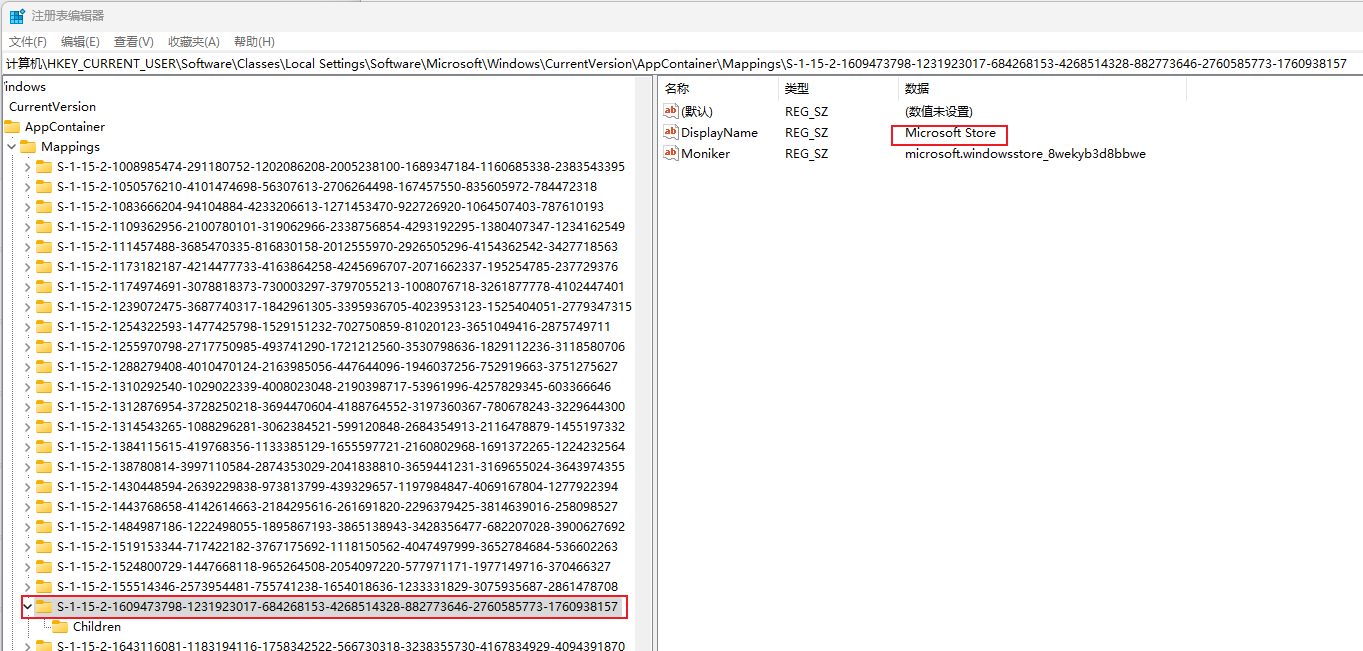 注册表编辑器
文件(F) 编辑(E) 查看(V) 收藏夹(A) 帮助(H)
计算机\HKEY_CURRENT_USER\Software\Classes\Local Settings\Software\Microsoft\Windows\CurrentVersion\AppContainer\Mappings\S-1-15-2-1609473798-1231923017-684268153-4268514328-882773646-2760585773-1760938157
indows
CurrentVersion
AppContainer
Mappings
S-1-15-2-1008985474-291180752-1202086208-2005238100-1689347184-1160685338-2383543395
S-1-15-2-1050576210-4101474698-56307613-2706264498-167457550-835605972-784472318
S-1-15-2-1083666204-94104884-4233206613-1271453470-922726920-1064507403-787610193
S-1-15-2-1109362956-2100780101-319062966-2338756854-4293192295-1380407347-1234162549
S-1-15-2-111457488-3685470335-816830158-2012555970-2926505296-4154362542-3427718563
S-1-15-2-1173182187-4214477733-4163864258-4245696707-2071662337-195254785-237729376
S-1-15-2-1174974691-3078818373-730003297-3797055213-1008076718-3261877778-4102447401
S-1-15-2-1239072475-3687740317-1842961305-3395936705-4023953123-1525404051-2779347315
S-1-15-2-1254322593-1477425798-1529151232-702750859-81020123-3651049416-2875749711
S-1-15-2-1255970798-2717750985-493741290-1721212560-3530798636-1829112236-3118580706
S-1-15-2-1288279408-4010470124-2163985056-447644096-1946037256-752919663-3751275627
S-1-15-2-1310292540-1029022339-4008023048-2190398717-53961996-4257829345-603366646
S-1-15-2-1312876954-3728250218-3694470604-4188764552-3197360367-780678243-3229644300
S-1-15-2-1314543265-1088296281-3062384521-599120848-2684354913-2116478879-1455197332
S-1-15-2-1384115615-419768356-1133385129-1655597721-2160802968-1691372265-1224232564
S-1-15-2-138780814-3997110584-2874353029-2041838810-3659441231-3169655024-3643974355
S-1-15-2-1430448594-2639229838-973813799-439329657-1197984847-4069167804-1277922394
S-1-15-2-1443768658-4142614663-2184295616-261691820-2296379425-3814639016-258098527
S-1-15-2-1484987186-1222498055-1895867193-3865138943-3428356477-682207028-3900627692
S-1-15-2-1519153344-717422182-3767175692-1118150562-4047497999-3652784684-536602263
S-1-15-2-1524800729-1447668118-965264508-2054097220-577971171-1977149716-370466327
S-1-15-2-155514346-2573954481-755741238-1654018636-1233331829-3075935687-2861478708
S-1-15-2-1609473798-1231923017-684268153-4268514328-882773646-2760585773-1760938157
Children
S-1-15-2-1643116081-1183194116-1758342522-566730318-3238355730-4167834929-4094391870
名称 类型 数据
(默认) REG_SZ (数值未设置)
DisplayName REG_SZ Microsoft Store
Moniker REG_SZ microsoft.windowsstore_8wekyb3d8bbwe